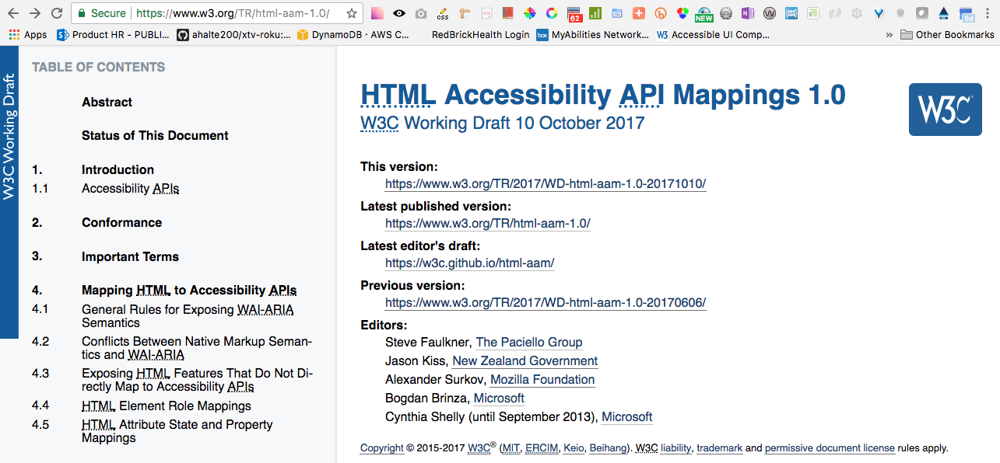 Secure
https://www.w3.org/TR/html-aam-1.0/
css
62
NEW
5d
Apps
Product HR - PUBLI...
ahalte200/xtv-roku:...
DynamoDB · AWS C...
RedBrickHealth Login
box
MyAbilities Network...
W3 Accessible UI Comp...
»
Other Bookmarks
W3C Working Draft
TABLE OF CONTENTS
Abstract
Status of This Document
1. Introduction
1.1 Accessibility APIs
2. Conformance
3. Important Terms
4. Mapping HTML to Accessibility APIs
4.1 General Rules for Exposing WAI-ARIA
Semantics
4.2 Conflicts Between Native Markup Seman-
tics and WAI-ARIA
4.3 Exposing HTML Features That Do Not Di-
rectly Map to Accessibility APIs
4.4 HTML Element Role Mappings
4.5 HTML Attribute State and Property
Mappings
HTML Accessibility API Mappings 1.0
W3C Working Draft 10 October 2017
W3C
This version:
https://www.w3.org/TR/2017/WD-html-aam-1.0-20171010/
Latest published version:
https://www.w3.org/TR/html-aam-1.0/
Latest editor's draft:
https://w3c.github.io/html-aam/
Previous version:
https://www.w3.org/TR/2017/WD-html-aam-1.0-20170606/
Editors:
Steve Faulkner, The Paciello Group
Jason Kiss, New Zealand Government
Alexander Surkov, Mozilla Foundation
Bogdan Brinza, Microsoft
Cynthia Shelly (until September 2013), Microsoft
Copyright © 2015-2017 W3C® (MIT, ERCIM, Keio, Beihang). W3C liability, trademark and permissive document license rules apply.